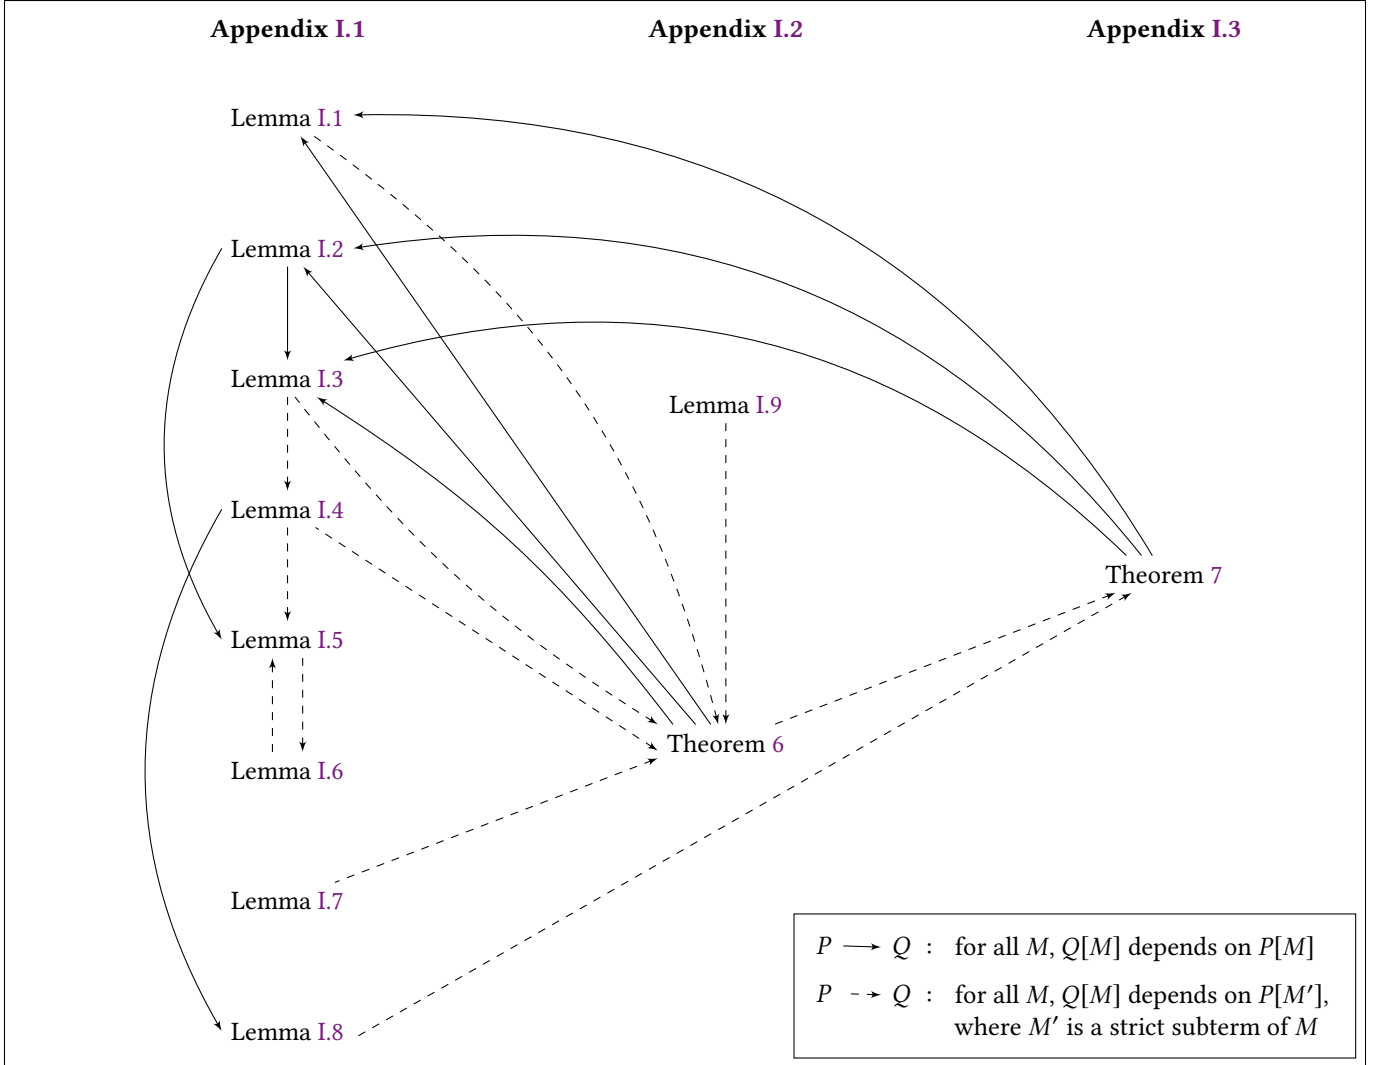 Appendix I.1 Appendix I.2 Appendix I.3
Lemma I.1
Lemma I.2
Lemma I.3
Lemma I.9
Lemma I.4
Theorem 7
Lemma I.5
Theorem 6
Lemma I.6
Lemma I.7
P → Q : for all M, Q[M] depends on P[M]
P ⇢ Q : for all M, Q[M] depends on P[M′],
where M′ is a strict subterm of M
Lemma I.8